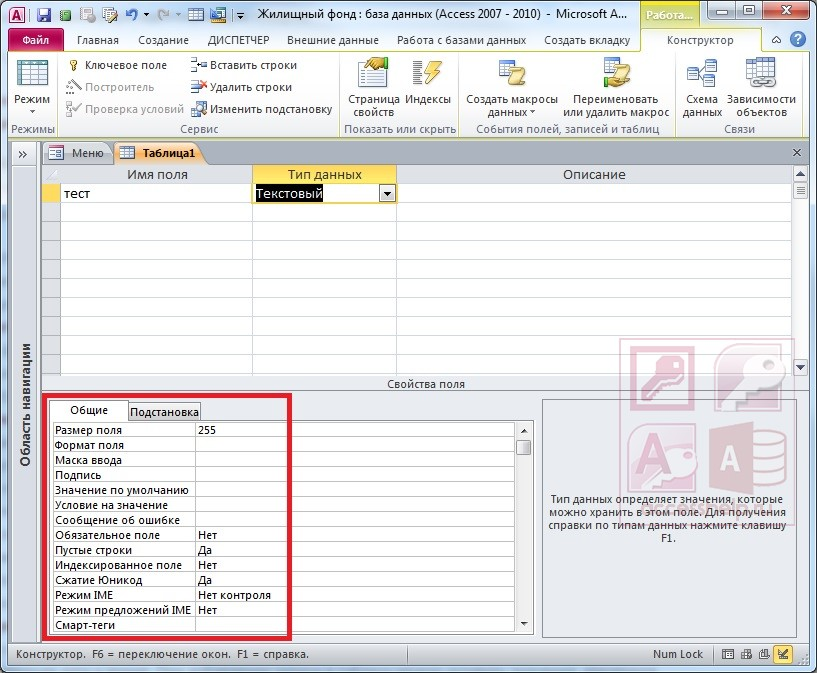 Жилищный фонд : база данных (Access 2007 - 2010) - Microsoft A... Работа...
Файл Главная Создание ДИСПЕТЧЕР Внешние данные Работа с базами данных Создать вкладку Конструктор
Режим
Режимы
Ключевое поле
Построитель
Проверка условий
Вставить строки
Удалить строки
Изменить подстановку
Сервис
Страница свойств
Индексы
Показать или скрыть
Создать макросы данных
Переименовать или удалить макрос
События полей, записей и таблиц
Схема данных
Зависимости объектов
Связи
» Меню Таблица1
Имя поля Тип данных Описание
тест Текстовый
Область навигации
Свойства поля
Общие Подстановка
Размер поля 255
Формат поля
Маска ввода
Подпись
Значение по умолчанию
Условие на значение
Сообщение об ошибке
Обязательное поле Нет
Пустые строки Да
Индексированное поле Нет
Сжатие Юникод Да
Режим IME Нет контроля
Режим предложений IME Нет
Смарт-теги
Тип данных определяет значения, которые
можно хранить в этом поле. Для получения
справки по типам данных нажмите клавишу
F1.
Конструктор. F6 = переключение окон. F1 = справка. Num Lock